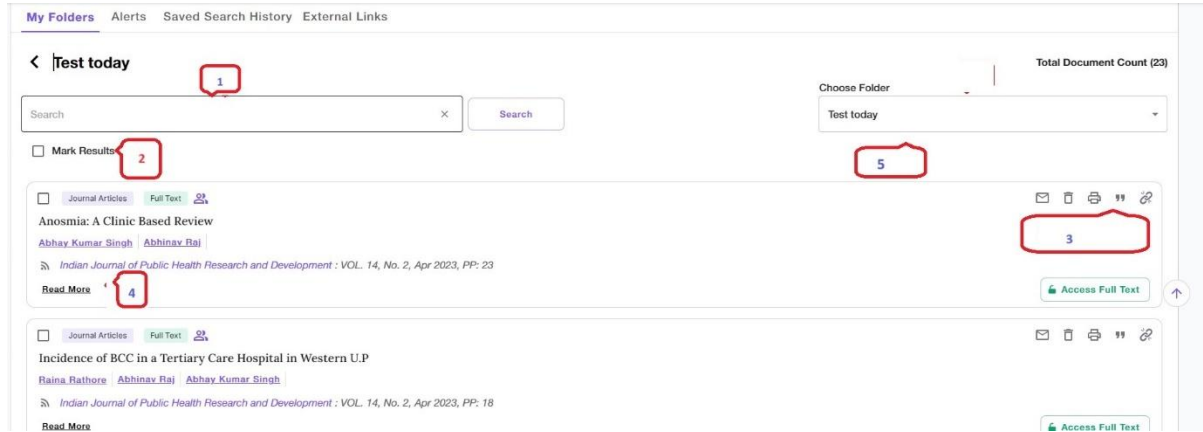 My Folders Alerts Saved Search History External Links
Test today
Total Document Count (23)
1
Choose Folder
Search
Search
Test today
Mark Results
2
5
Journal Articles Full Text
Anosmia: A Clinic Based Review
Abhay Kumar Singh Abhinav Raj
3
Indian Journal of Public Health Research and Development : VOL. 14, No. 2, Apr 2023, PP: 23
Read More
4
Access Full Text
Journal Articles Full Text
Incidence of BCC in a Tertiary Care Hospital in Western U.P
Raina Rathore Abhinav Raj Abhay Kumar Singh
Indian Journal of Public Health Research and Development : VOL. 14, No. 2, Apr 2023, PP: 18
Read More
Access Full Text